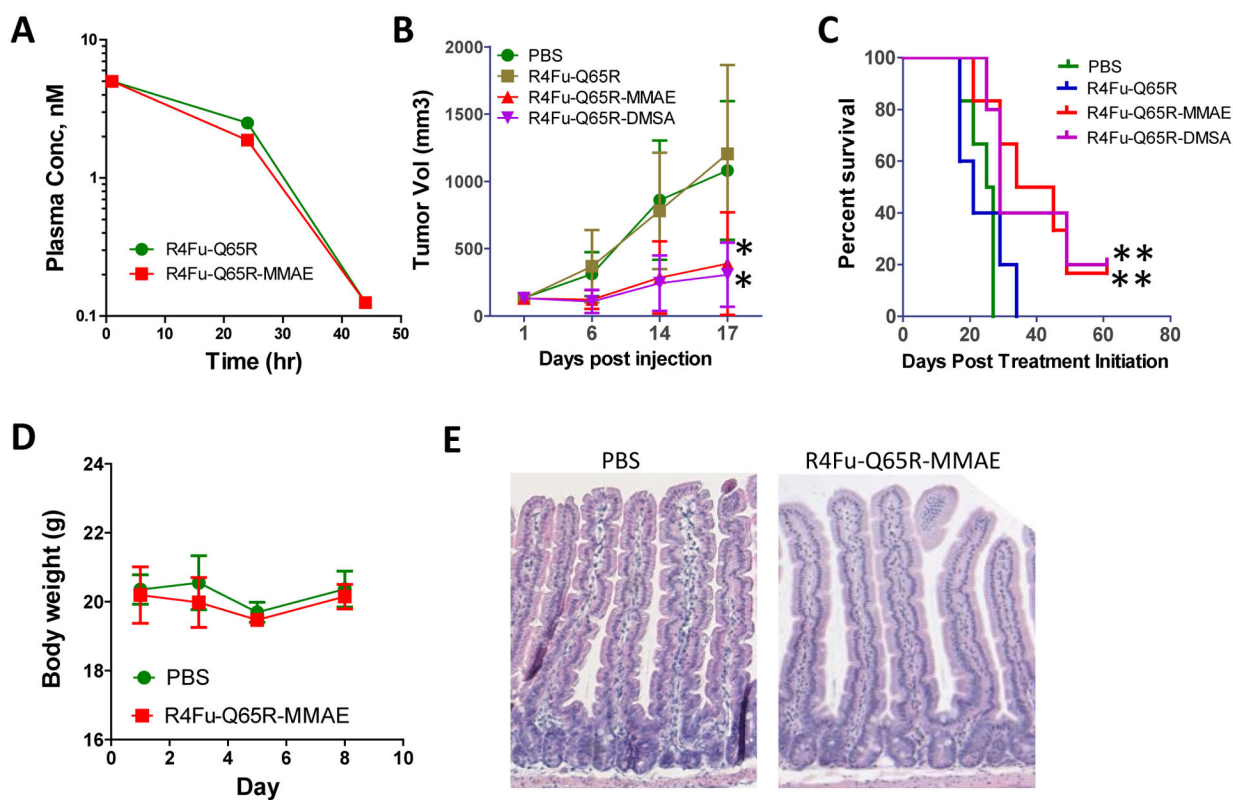 A
Plasma Conc, nM
10
1
0.1
R4Fu-Q65R
R4Fu-Q65R-MMAE
0 10 20 30 40 50
Time (hr)
B
Tumor Vol (mm3)
2000
1500
1000
500
0
PBS
R4Fu-Q65R
R4Fu-Q65R-MMAE
R4Fu-Q65R-DMSA
*
*
1 6 14 17
Days post injection
C
Percent survival
100
80
60
40
20
0
PBS
R4Fu-Q65R
R4Fu-Q65R-MMAE
R4Fu-Q65R-DMSA
**
**
0 20 40 60 80
Days Post Treatment Initiation
D
Body weight (g)
24
22
20
18
16
PBS
R4Fu-Q65R-MMAE
0 2 4 6 8 10
Day
E
PBS
R4Fu-Q65R-MMAE